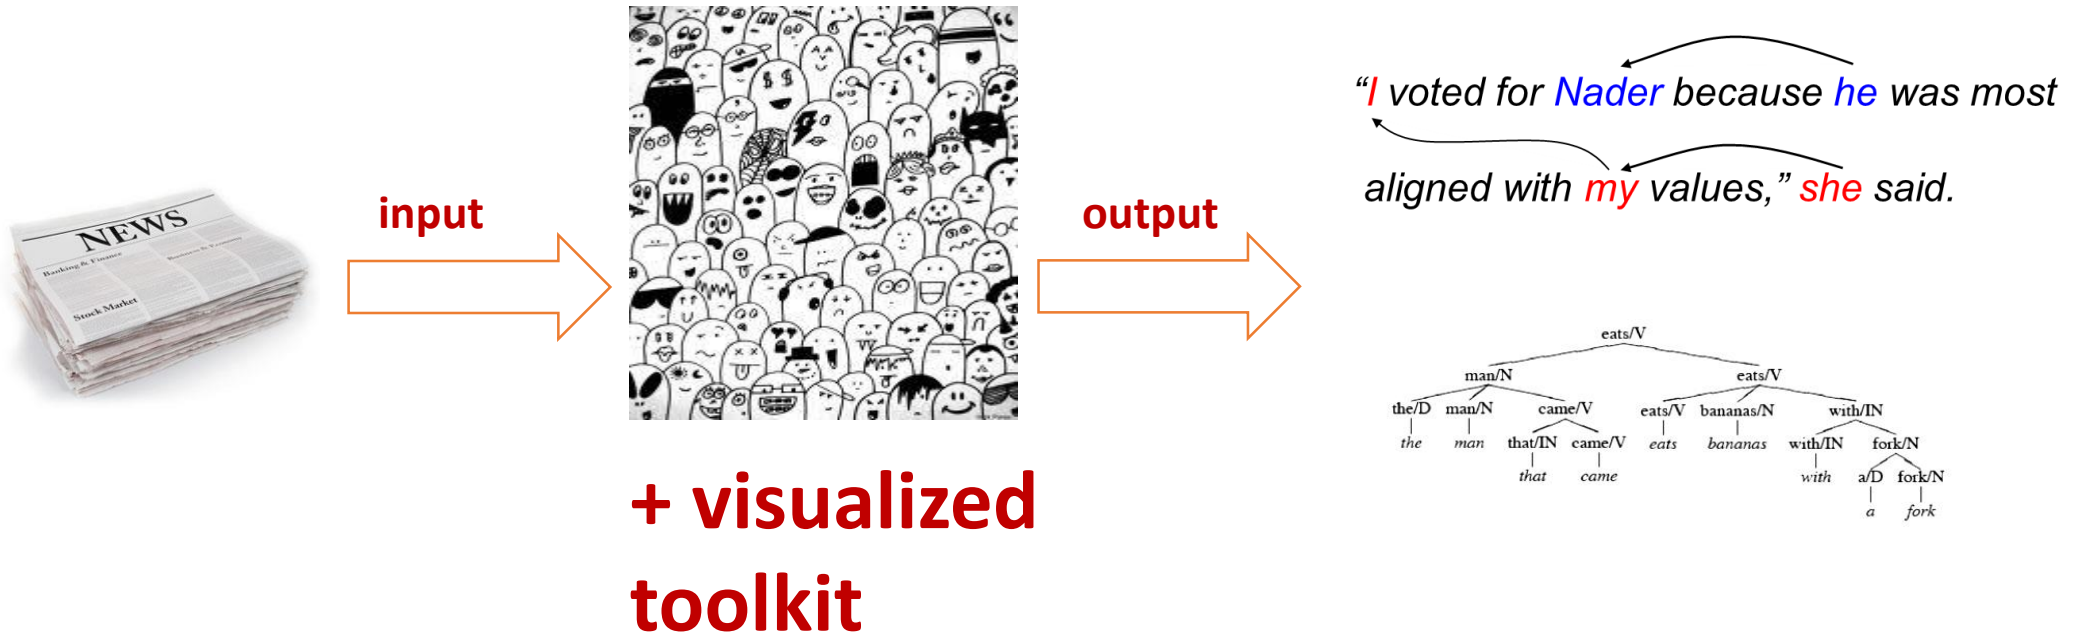 NEWS
Banking & Finance
Business & Economy
Stock Market
input
+ visualized
toolkit
output
“I voted for Nader because he was most
aligned with my values,” she said.
eats/V
man/N eats/V
the/D man/N came/V eats/V bananas/N with/IN
the man that/IN came/V eats bananas with/IN fork/N
that came with a/D fork/N
a fork